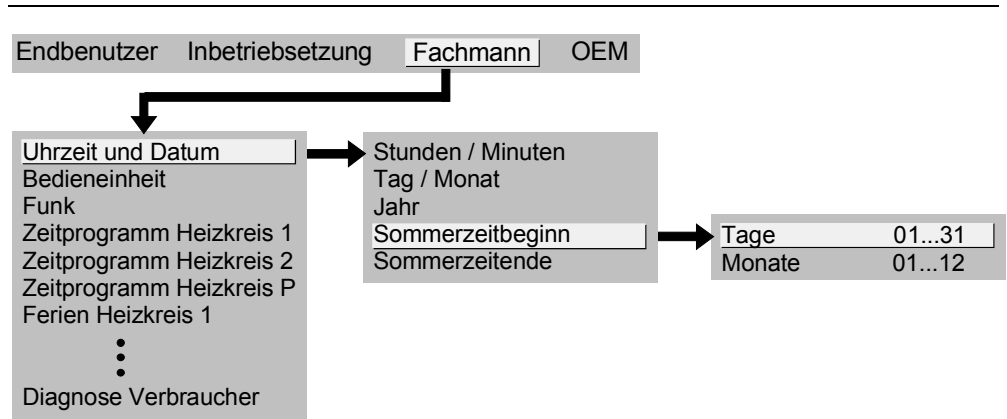 Endbenutzer Inbetriebsetzung Fachmann OEM
Uhrzeit und Datum
Bedieneinheit
Funk
Zeitprogramm Heizkreis 1
Zeitprogramm Heizkreis 2
Zeitprogramm Heizkreis P
Ferien Heizkreis 1
Diagnose Verbraucher
Stunden / Minuten
Tag / Monat
Jahr
Sommerzeitbeginn
Sommerzeitende
Tage 01...31
Monate 01...12